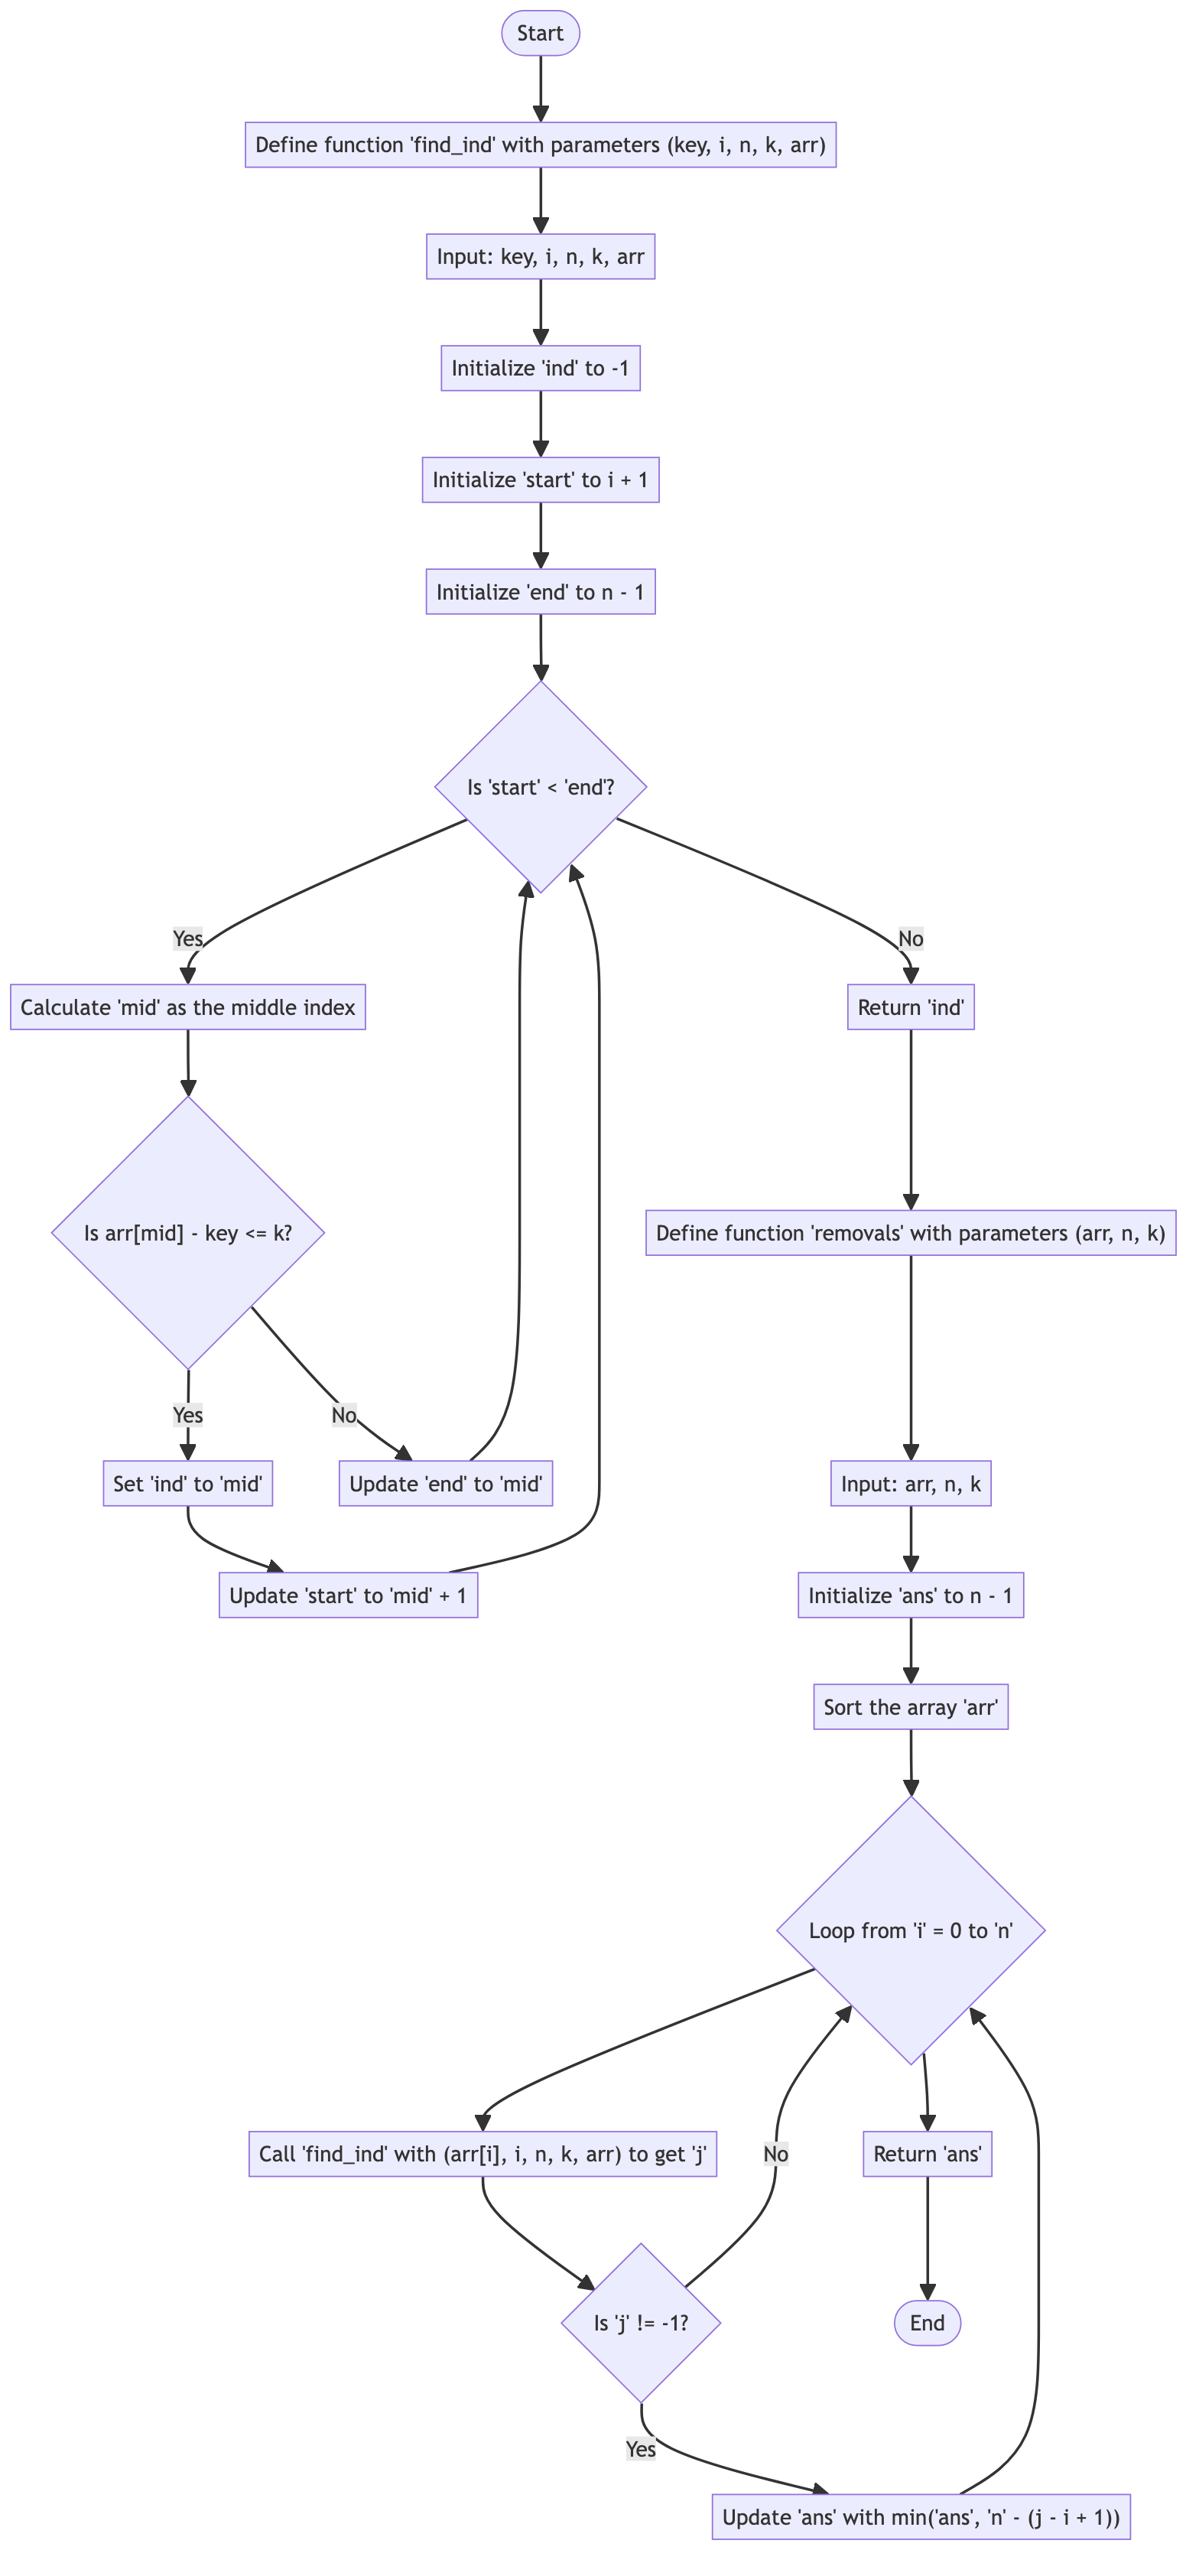 Start
Define function 'find_ind' with parameters (key, i, n, k, arr)
Input: key, i, n, k, arr
Initialize 'ind' to -1
Initialize 'start' to i + 1
Initialize 'end' to n - 1
Is 'start' < 'end'?
Yes
No
Calculate 'mid' as the middle index
Return 'ind'
Is arr[mid] - key <= k?
Define function 'removals' with parameters (arr, n, k)
Yes
No
Set 'ind' to 'mid'
Update 'end' to 'mid'
Input: arr, n, k
Update 'start' to 'mid' + 1
Initialize 'ans' to n - 1
Sort the array 'arr'
Loop from 'i' = 0 to 'n'
Call 'find_ind' with (arr[i], i, n, k, arr) to get 'j'
No
Return 'ans'
Is 'j' != -1?
End
Yes
Update 'ans' with min('ans', 'n' - (j - i + 1))